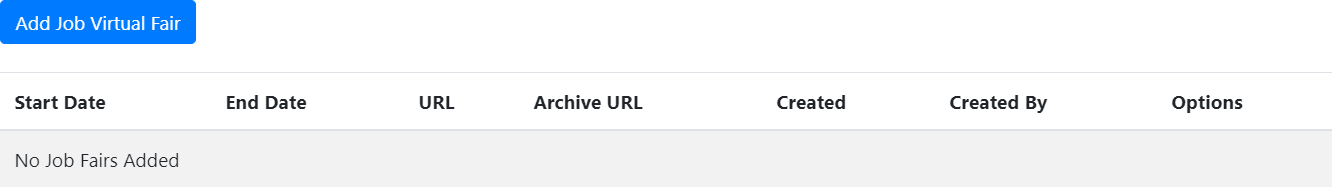 Add Job Virtual Fair
Start Date End Date URL Archive URL Created Created By Options
No Job Fairs Added